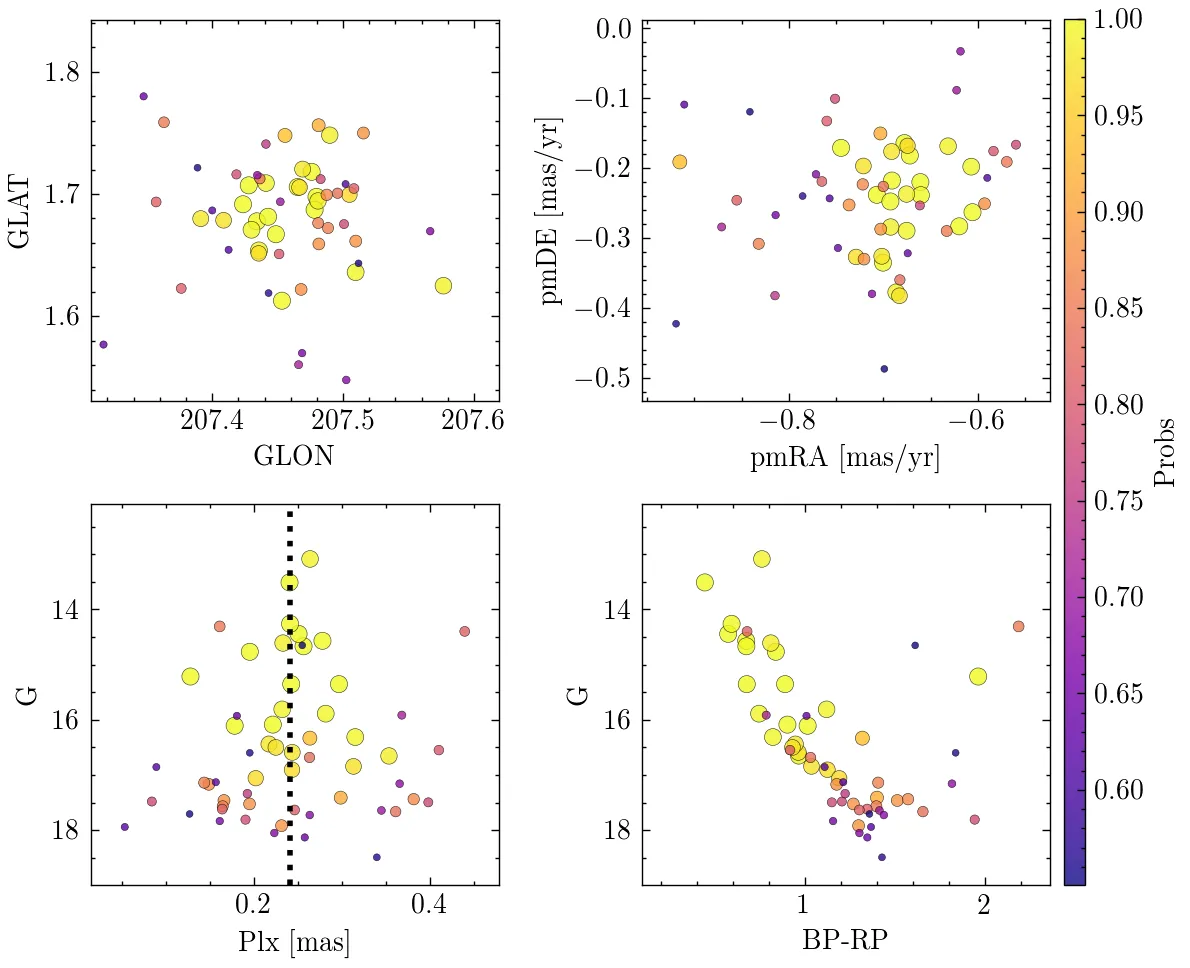 1.8
1.7
1.6
GLAT
207.4 207.5 207.6
GLON
0.0
−0.1
−0.2
−0.3
−0.4
−0.5
pmDE [mas/yr]
−0.8 −0.6
pmRA [mas/yr]
14
16
18
G
0.2 0.4
Plx [mas]
14
16
18
G
1 2
BP-RP
1.00
0.95
0.90
0.85
0.80
0.75
0.70
0.65
0.60
Probs